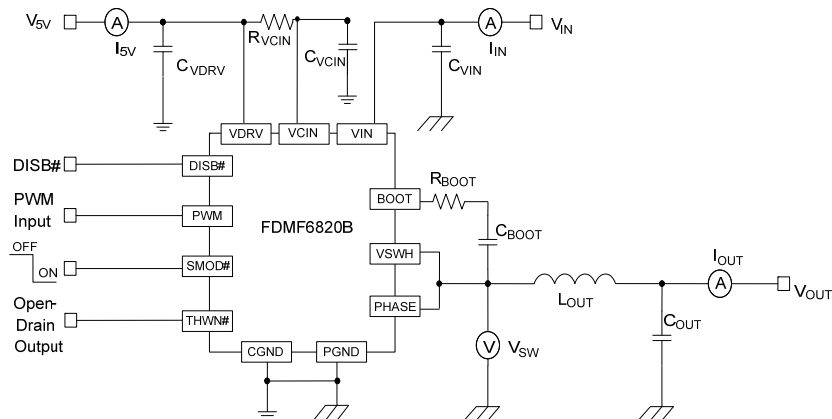 V5V
A
I5V
RVCIN
CVDRV
CVCIN
A
IIN
VIN
CVIN
VDRV
VCIN
VIN
DISB#
DISB#
PWM
Input
PWM
OFF
ON
SMOD#
Open-
Drain
Output
THWN#
FDMF6820B
BOOT
RBOOT
CBOOT
VSWH
PHASE
CGND
PGND
V
VSW
LOUT
IOUT
A
VOUT
COUT